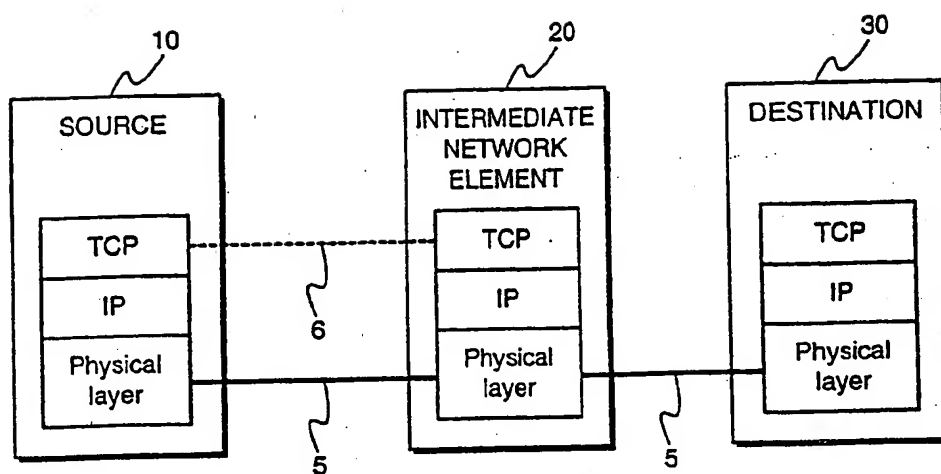 10
20
30
SOURCE
INTERMEDIATE
NETWORK
ELEMENT
DESTINATION
TCP
IP
Physical
layer
TCP
IP
Physical
layer
TCP
IP
Physical
layer
6
5
5